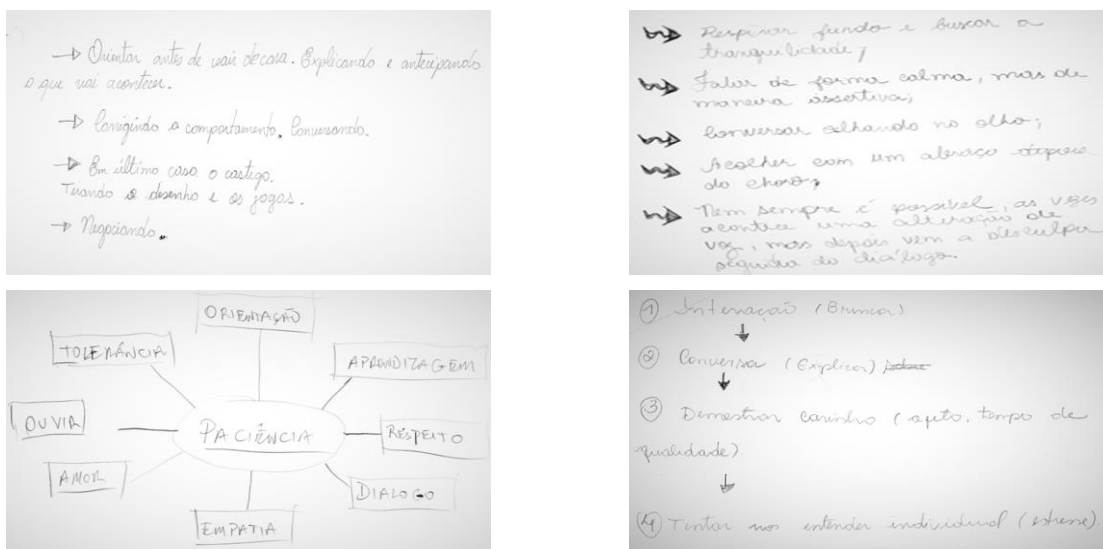 → Orientar antes de sair de casa. Explicando e antecipando
o que vai acontecer.
→ Corrigindo o comportamento. Conversando.
→ Em último caso o castigo.
Tirando o desenho e os jogos.
→ Negociando.
Respirar fundo e buscar a
tranquilidade;
Falar de forma calma, mas de
maneira assertiva;
Conversar olhando no olho;
Acolher com um abraço depois
do choro;
Nem sempre é possível, as vezes
acontece uma alteração de
voz, mas depois vem a desculpa
seguida do diálogo.
ORIENTAÇÃO
TOLERÂNCIA
APRENDIZAGEM
OUVIR
PACIÊNCIA
RESPEITO
AMOR
DIALOGO
EMPATIA
① Interação (Brincar)
② Conversa (Explicar)
③ Demostrar carinho (afeto, tempo de
qualidade)
④ Tentar nos entender individual (estresse).